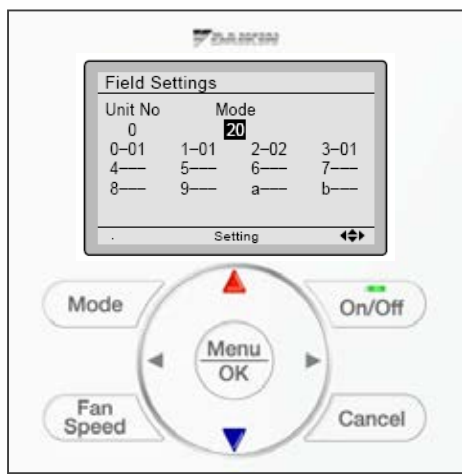 DAIKIN
Field Settings
Unit No Mode
0 20
0–01 1–01 2–02 3–01
4––– 5––– 6––– 7–––
8––– 9––– a––– b–––
. Setting
Mode
On/Off
Menu
OK
Fan
Speed
Cancel